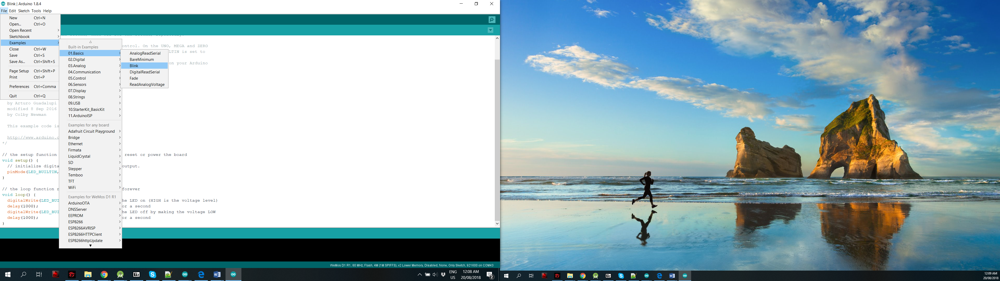 Blink | Arduino 1.8.4
File Edit Sketch Tools Help
New Ctrl+N
Open... Ctrl+O
Open Recent
Sketchbook
Examples
Close Ctrl+W
Save Ctrl+S
Save As... Ctrl+Shift+S
Page Setup Ctrl+Shift+P
Print Ctrl+P
Preferences Ctrl+Comma
Quit Ctrl+Q
Built-in Examples
01.Basics
02.Digital
03.Analog
04.Communication
05.Control
06.Sensors
07.Display
08.Strings
09.USB
10.StarterKit_BasicKit
11.ArduinoISP
Examples for any board
Adafruit Circuit Playground
Bridge
Ethernet
Firmata
LiquidCrystal
SD
Stepper
Temboo
TFT
WiFi
Examples for WeMos D1 R1
ArduinoOTA
DNSServer
EEPROM
ESP8266
ESP8266AVRISP
ESP8266HTTPClient
ESP8266httpUpdate
AnalogReadSerial
BareMinimum
Blink
DigitalReadSerial
Fade
ReadAnalogVoltage
ontrol. On the UNO, MEGA and ZERO
LTIN is set to
on your Arduino
by Arturo Guadalupi
modified 8 Sep 2016
by Colby Newman
This example code is
http://www.arduino.c
*/
// the setup function reset or power the board
void setup() {
// initialize digita output.
pinMode(LED_BUILTIN,
}
// the loop function r forever
void loop() {
digitalWrite(LED_BUI he LED on (HIGH is the voltage level)
delay(1000); or a second
digitalWrite(LED_BUI he LED off by making the voltage LOW
delay(1000); or a second
}
WeMos D1 R1, 80 MHz, Flash, 4M (1M SPIFFS), v2 Lower Memory, Disabled, None, Only Sketch, 921600 on COM43
ENG
US
12:08 AM
20/08/2018
2
12:09 AM
20/08/2018